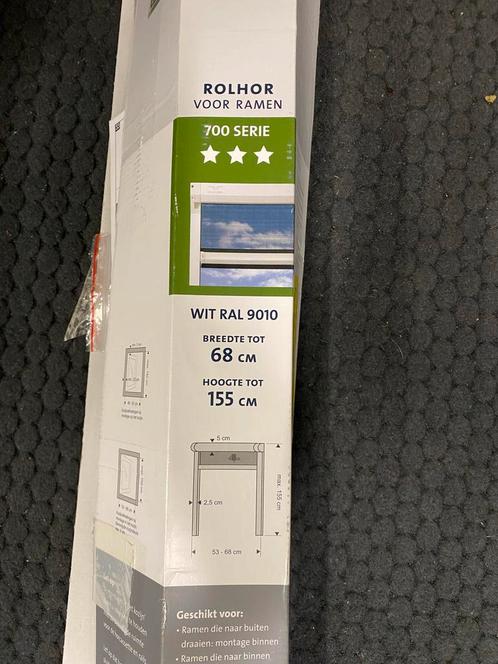 ROLHOR
VOOR RAMEN
700 SERIE
WIT RAL 9010
BREEDTE TOT
68 CM
HOOGTE TOT
155 CM
5 cm
2,5 cm
max. 155 cm
53 - 68 cm
Geschikt voor:
• Ramen die naar buiten
draaien: montage binnen
• Ramen die naar binnen